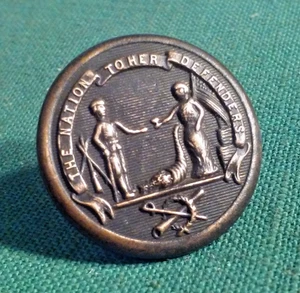 THE NATION TO HER DEFENDERS